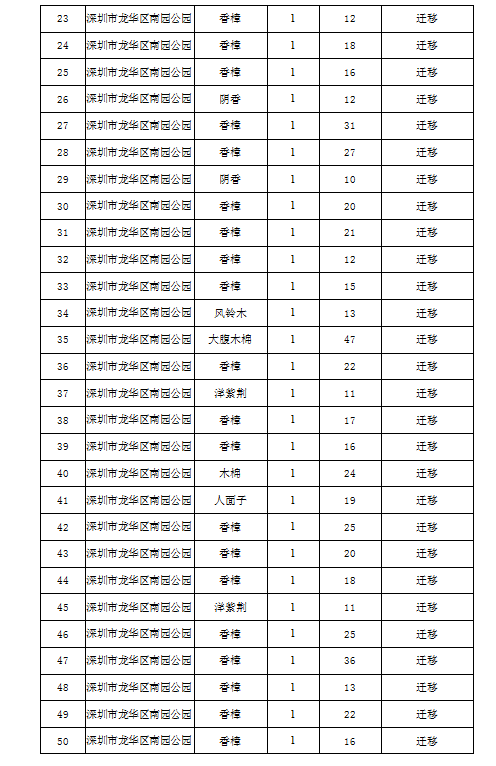 23 深圳市龙华区南园公园 香樟 1 12 迁移
24 深圳市龙华区南园公园 香樟 1 18 迁移
25 深圳市龙华区南园公园 香樟 1 16 迁移
26 深圳市龙华区南园公园 阴香 1 12 迁移
27 深圳市龙华区南园公园 香樟 1 31 迁移
28 深圳市龙华区南园公园 香樟 1 27 迁移
29 深圳市龙华区南园公园 阴香 1 10 迁移
30 深圳市龙华区南园公园 香樟 1 20 迁移
31 深圳市龙华区南园公园 香樟 1 21 迁移
32 深圳市龙华区南园公园 香樟 1 12 迁移
33 深圳市龙华区南园公园 香樟 1 15 迁移
34 深圳市龙华区南园公园 风铃木 1 13 迁移
35 深圳市龙华区南园公园 大腹木棉 1 47 迁移
36 深圳市龙华区南园公园 香樟 1 22 迁移
37 深圳市龙华区南园公园 洋紫荆 1 11 迁移
38 深圳市龙华区南园公园 香樟 1 17 迁移
39 深圳市龙华区南园公园 香樟 1 16 迁移
40 深圳市龙华区南园公园 木棉 1 24 迁移
41 深圳市龙华区南园公园 人面子 1 19 迁移
42 深圳市龙华区南园公园 香樟 1 25 迁移
43 深圳市龙华区南园公园 香樟 1 20 迁移
44 深圳市龙华区南园公园 香樟 1 18 迁移
45 深圳市龙华区南园公园 洋紫荆 1 11 迁移
46 深圳市龙华区南园公园 香樟 1 25 迁移
47 深圳市龙华区南园公园 香樟 1 36 迁移
48 深圳市龙华区南园公园 香樟 1 13 迁移
49 深圳市龙华区南园公园 香樟 1 22 迁移
50 深圳市龙华区南园公园 香樟 1 16 迁移